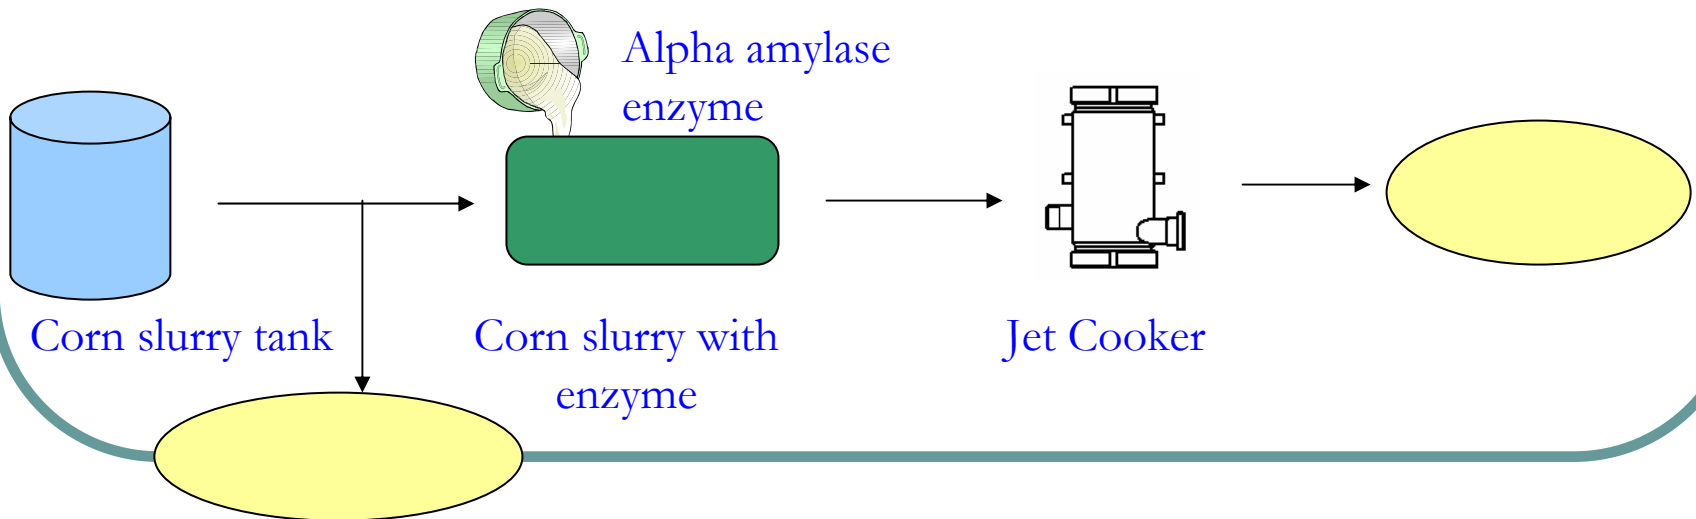 Alpha amylase
enzyme
Corn slurry tank
Corn slurry with
enzyme
Jet Cooker